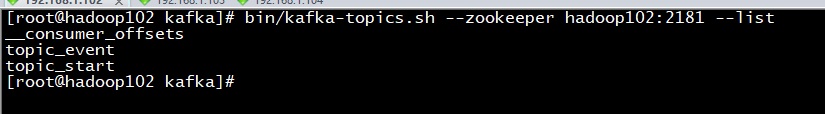 192.168.1.102
192.168.1.103
192.168.1.104
[root@hadoop102 kafka]# bin/kafka-topics.sh --zookeeper hadoop102:2181 --list
__consumer_offsets
topic_event
topic_start
[root@hadoop102 kafka]#